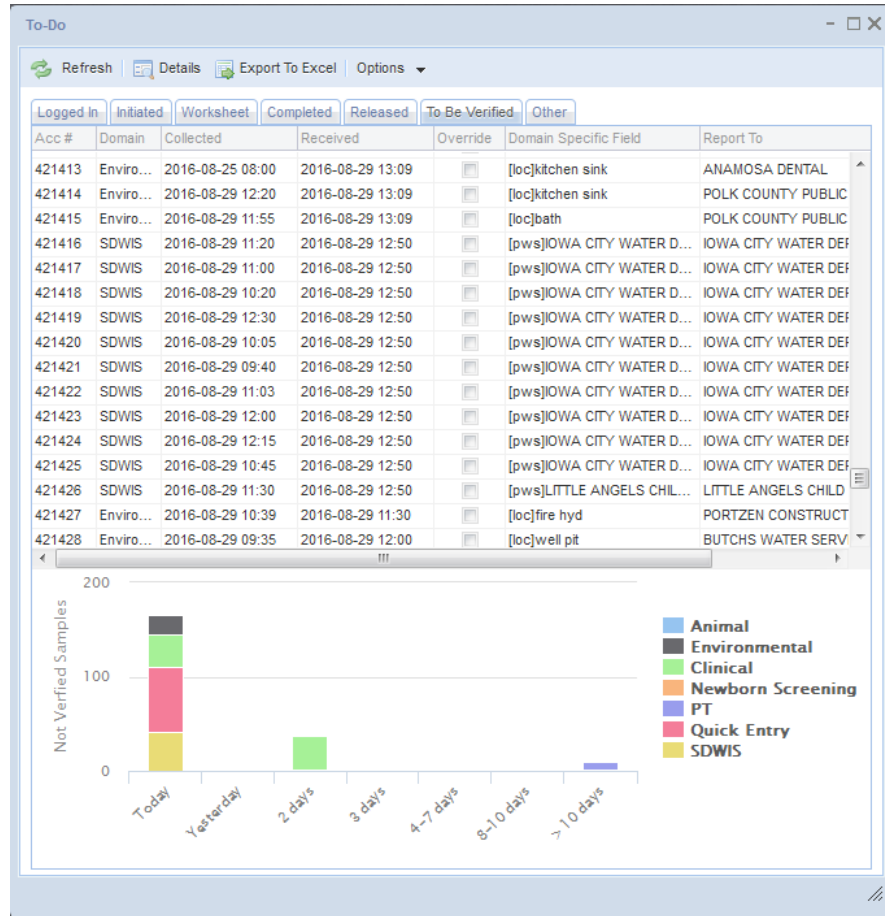 To-Do
Refresh Details Export To Excel Options
Logged In Initiated Worksheet Completed Released To Be Verified Other
Acc # Domain Collected Received Override Domain Specific Field Report To
421413 Enviro... 2016-08-25 08:00 2016-08-29 13:09 [loc]kitchen sink ANAMOSA DENTAL
421414 Enviro... 2016-08-29 12:20 2016-08-29 13:09 [loc]kitchen sink POLK COUNTY PUBLIC
421415 Enviro... 2016-08-29 11:55 2016-08-29 13:09 [loc]bath POLK COUNTY PUBLIC
421416 SDWIS 2016-08-29 11:20 2016-08-29 12:50 [pws]IOWA CITY WATER D... IOWA CITY WATER DEP
421417 SDWIS 2016-08-29 11:00 2016-08-29 12:50 [pws]IOWA CITY WATER D... IOWA CITY WATER DEP
421418 SDWIS 2016-08-29 10:20 2016-08-29 12:50 [pws]IOWA CITY WATER D... IOWA CITY WATER DEP
421419 SDWIS 2016-08-29 12:30 2016-08-29 12:50 [pws]IOWA CITY WATER D... IOWA CITY WATER DEP
421420 SDWIS 2016-08-29 10:05 2016-08-29 12:50 [pws]IOWA CITY WATER D... IOWA CITY WATER DEP
421421 SDWIS 2016-08-29 09:40 2016-08-29 12:50 [pws]IOWA CITY WATER D... IOWA CITY WATER DEP
421422 SDWIS 2016-08-29 11:03 2016-08-29 12:50 [pws]IOWA CITY WATER D... IOWA CITY WATER DEP
421423 SDWIS 2016-08-29 12:00 2016-08-29 12:50 [pws]IOWA CITY WATER D... IOWA CITY WATER DEP
421424 SDWIS 2016-08-29 12:15 2016-08-29 12:50 [pws]IOWA CITY WATER D... IOWA CITY WATER DEP
421425 SDWIS 2016-08-29 10:45 2016-08-29 12:50 [pws]IOWA CITY WATER D... IOWA CITY WATER DEP
421426 SDWIS 2016-08-29 11:30 2016-08-29 12:50 [pws]LITTLE ANGELS CHIL... LITTLE ANGELS CHILD
421427 Enviro... 2016-08-29 10:39 2016-08-29 11:30 [loc]fire hyd PORTZEN CONSTRUCT
421428 Enviro... 2016-08-29 09:35 2016-08-29 12:00 [loc]well pit BUTCHS WATER SERVI
Not Verfied Samples
200
100
0
Today Yesterday 2 days 3 days 4-7 days 8-10 days > 10 days
Animal
Environmental
Clinical
Newborn Screening
PT
Quick Entry
SDWIS